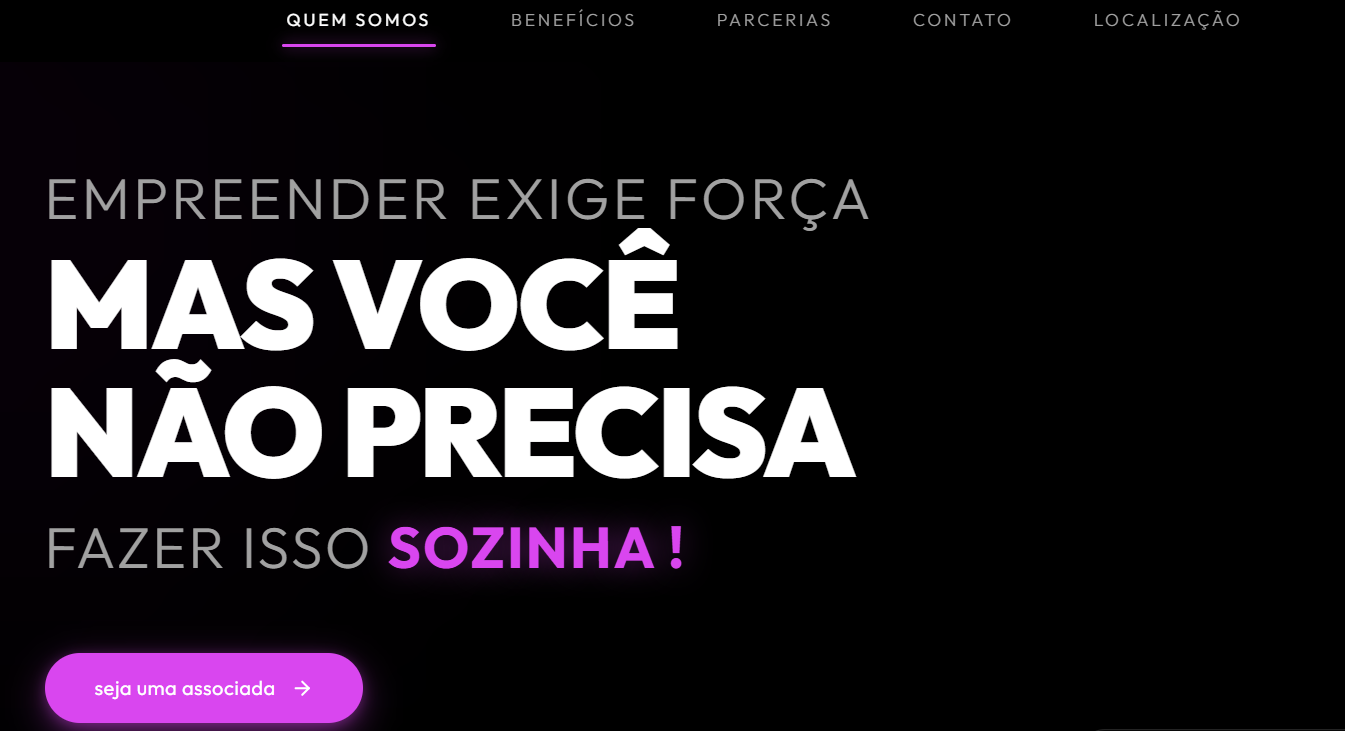 QUEM SOMOS BENEFÍCIOS PARCERIAS CONTATO LOCALIZAÇÃO
EMPREENDER EXIGE FORÇA
MAS VOCÊ
NÃO PRECISA
FAZER ISSO SOZINHA !
seja uma associada →